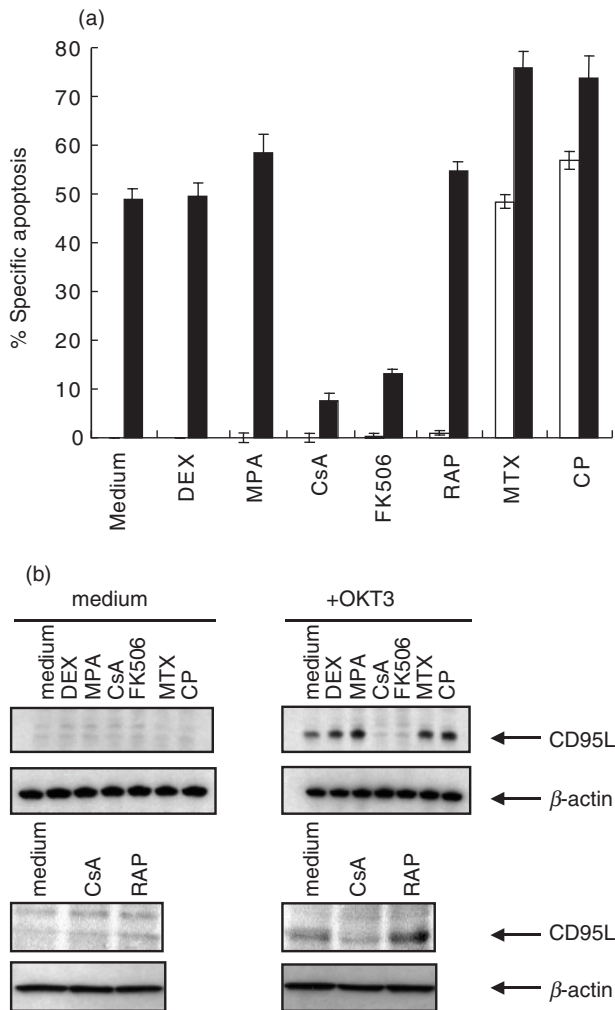 (a)
% Specific apoptosis
80
70
60
50
40
30
20
10
0
Medium
DEX
MPA
CsA
FK506
RAP
MTX
CP
(b)
medium
+OKT3
medium
DEX
MPA
CsA
FK506
MTX
CP
medium
DEX
MPA
CsA
FK506
MTX
CP
CD95L
β-actin
medium
CsA
RAP
medium
CsA
RAP
CD95L
β-actin